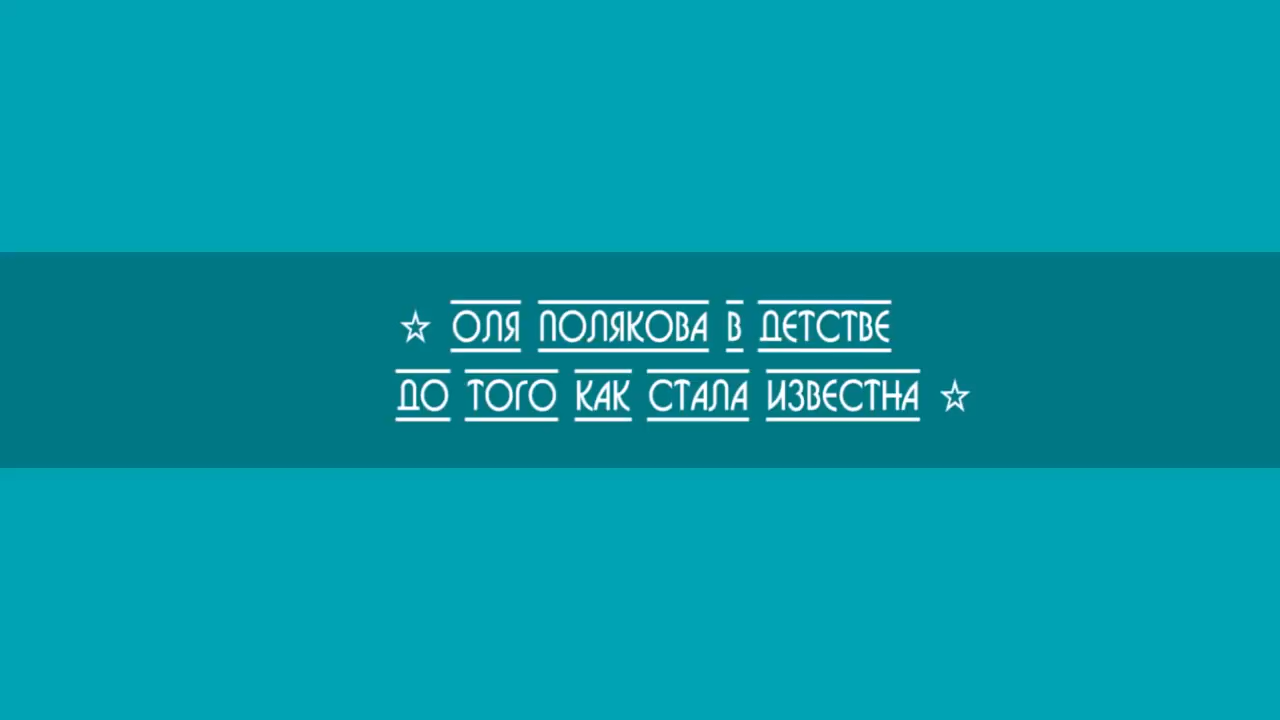 ☆ ОЛЯ ПОЛЯКОВА В ДЕТСТВЕ
ДО ТОГО КАК СТАЛА ИЗВЕСТНА ☆